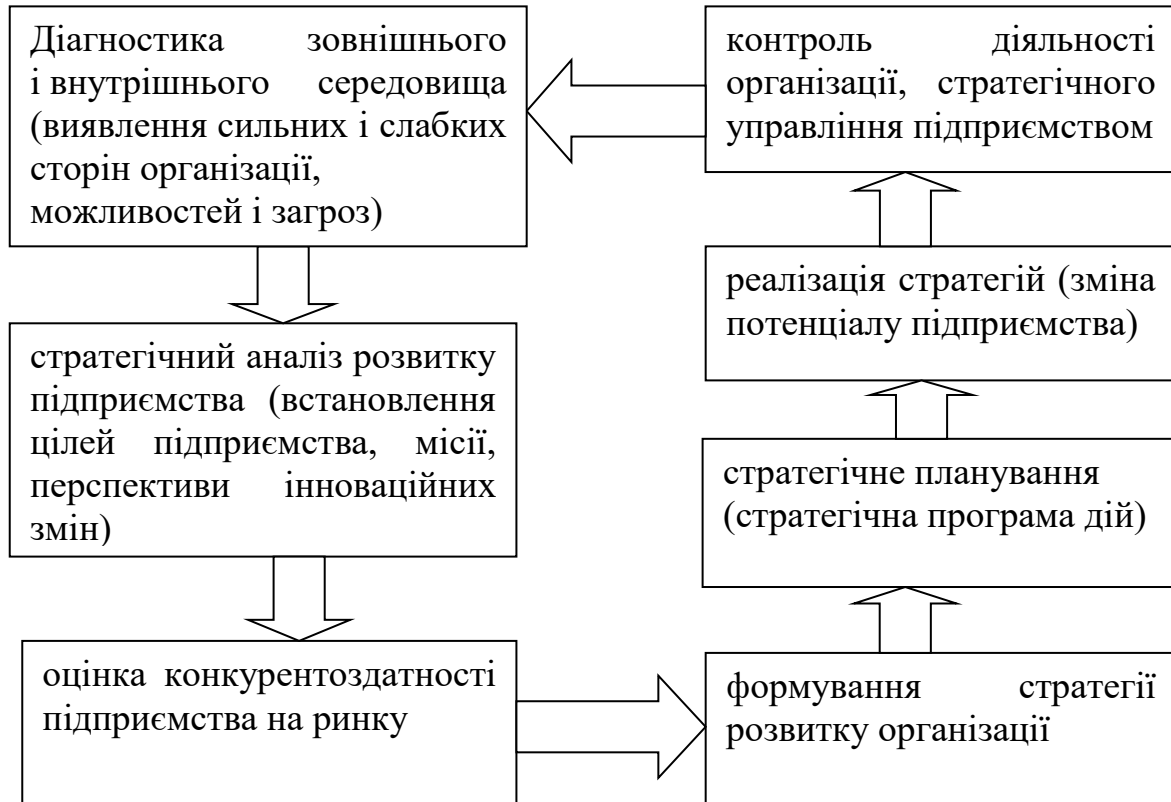 Діагностика зовнішнього
і внутрішнього середовища
(виявлення сильних і слабких
сторін організації,
можливостей і загроз)
стратегічний аналіз розвитку
підприємства (встановлення
цілей підприємства, місії,
перспективи інноваційних
змін)
оцінка конкурентоздатності
підприємства на ринку
формування стратегії
розвитку організації
стратегічне планування
(стратегічна програма дій)
реалізація стратегій (зміна
потенціалу підприємства)
контроль діяльності
організації, стратегічного
управління підприємством